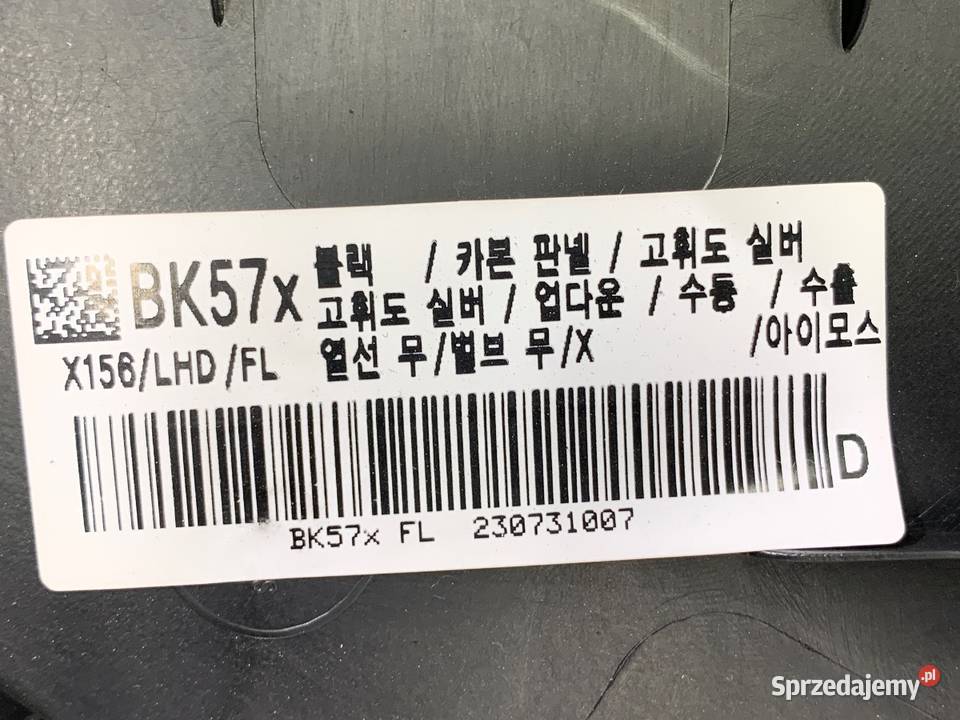 BK57x
블랙 / 카본 판넬 / 고휘도 실버
고휘도 실버 / 업다운 / 수동 / 수출
X156/LHD/FL 열선 무/밸브 무/X /아이모스
D
BK57x FL 230731007
Sprzedajemy.pl